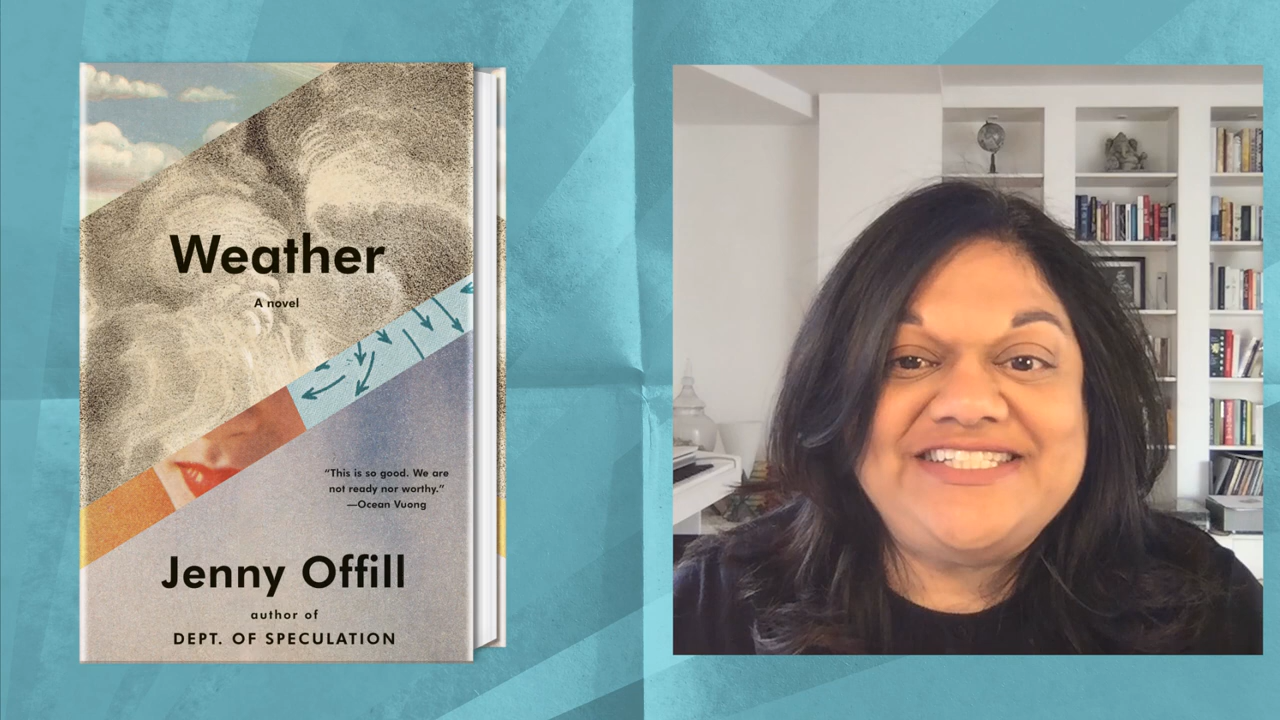 Weather
A novel
“This is so good. We are
not ready nor worthy.”
—Ocean Vuong
Jenny Offill
author of
DEPT. OF SPECULATION